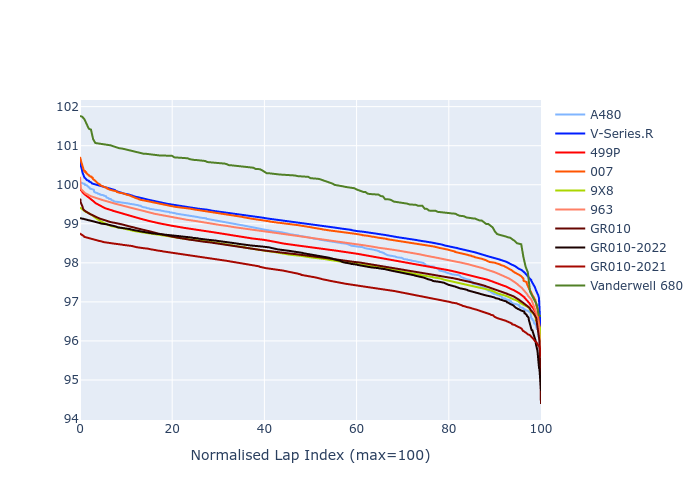 102
101
100
99
98
97
96
95
94
0
20
40
60
80
100
Normalised Lap Index (max=100)
A480
V-Series.R
499P
007
9X8
963
GR010
GR010-2022
GR010-2021
Vanderwell 680